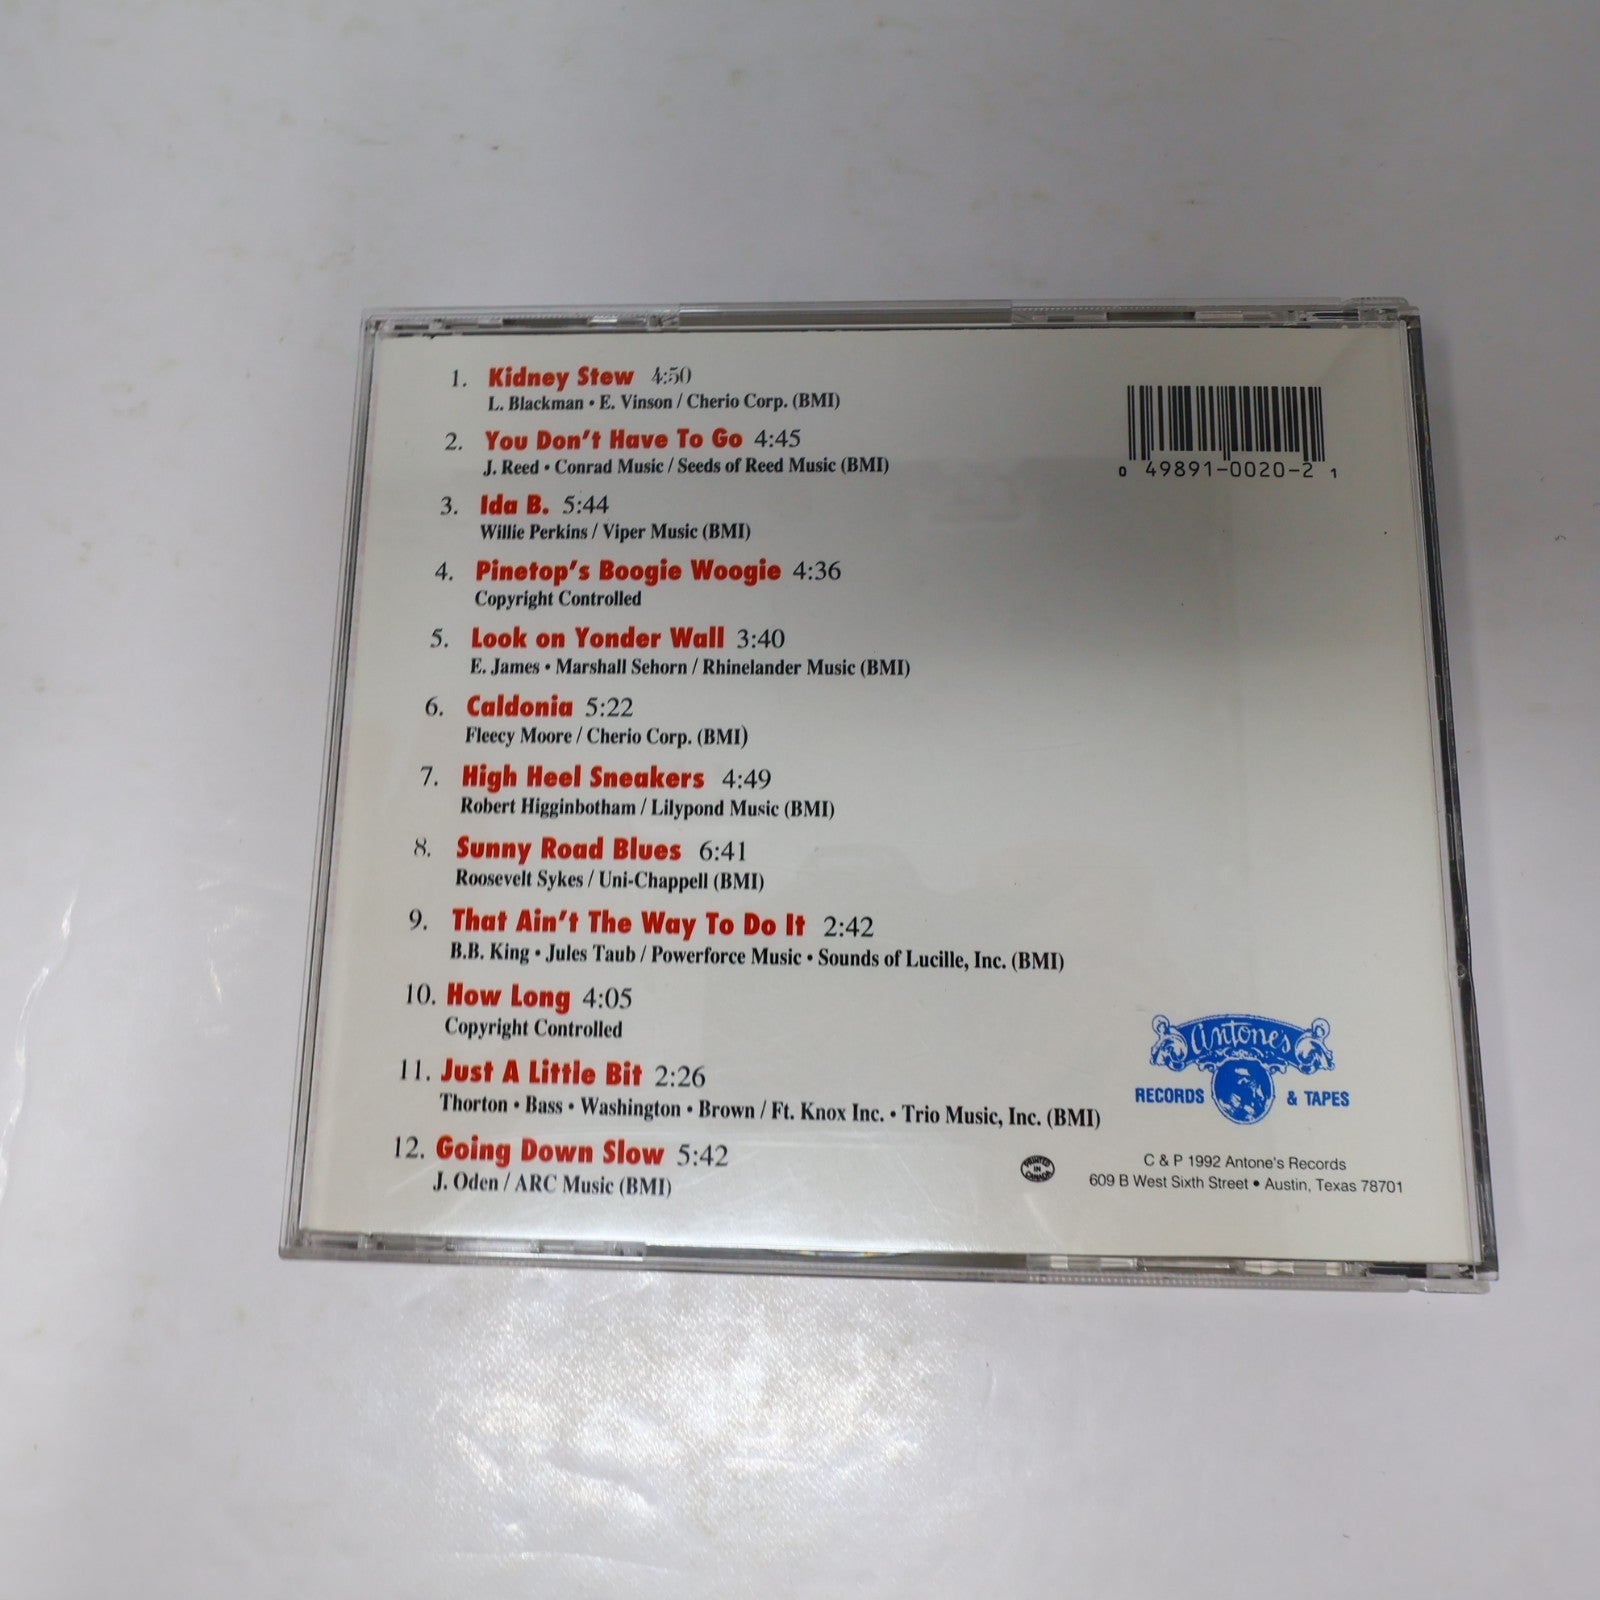 1. Kidney Stew 4:50
L. Blackman • E. Vinson / Cherio Corp. (BMI)
2. You Don't Have To Go 4:45
J. Reed • Conrad Music / Seeds of Reed Music (BMI)
3. Ida B. 5:44
Willie Perkins / Viper Music (BMI)
4. Pinetop's Boogie Woogie 4:36
Copyright Controlled
5. Look on Yonder Wall 3:40
E. James • Marshall Sehorn / Rhinelander Music (BMI)
6. Caldonia 5:22
Fleecy Moore / Cherio Corp. (BMI)
7. High Heel Sneakers 4:49
Robert Higginbotham / Lilypond Music (BMI)
8. Sunny Road Blues 6:41
Roosevelt Sykes / Uni-Chappell (BMI)
9. That Ain't The Way To Do It 2:42
B.B. King • Jules Taub / Powerforce Music • Sounds of Lucille, Inc. (BMI)
10. How Long 4:05
Copyright Controlled
11. Just A Little Bit 2:26
Thorton • Bass • Washington • Brown / Ft. Knox Inc. • Trio Music, Inc. (BMI)
12. Going Down Slow 5:42
J. Oden / ARC Music (BMI)
0 49891-0020-2 1
antone's
RECORDS & TAPES
PRINTED
IN
CANADA
C & P 1992 Antone's Records
609 B West Sixth Street • Austin, Texas 78701